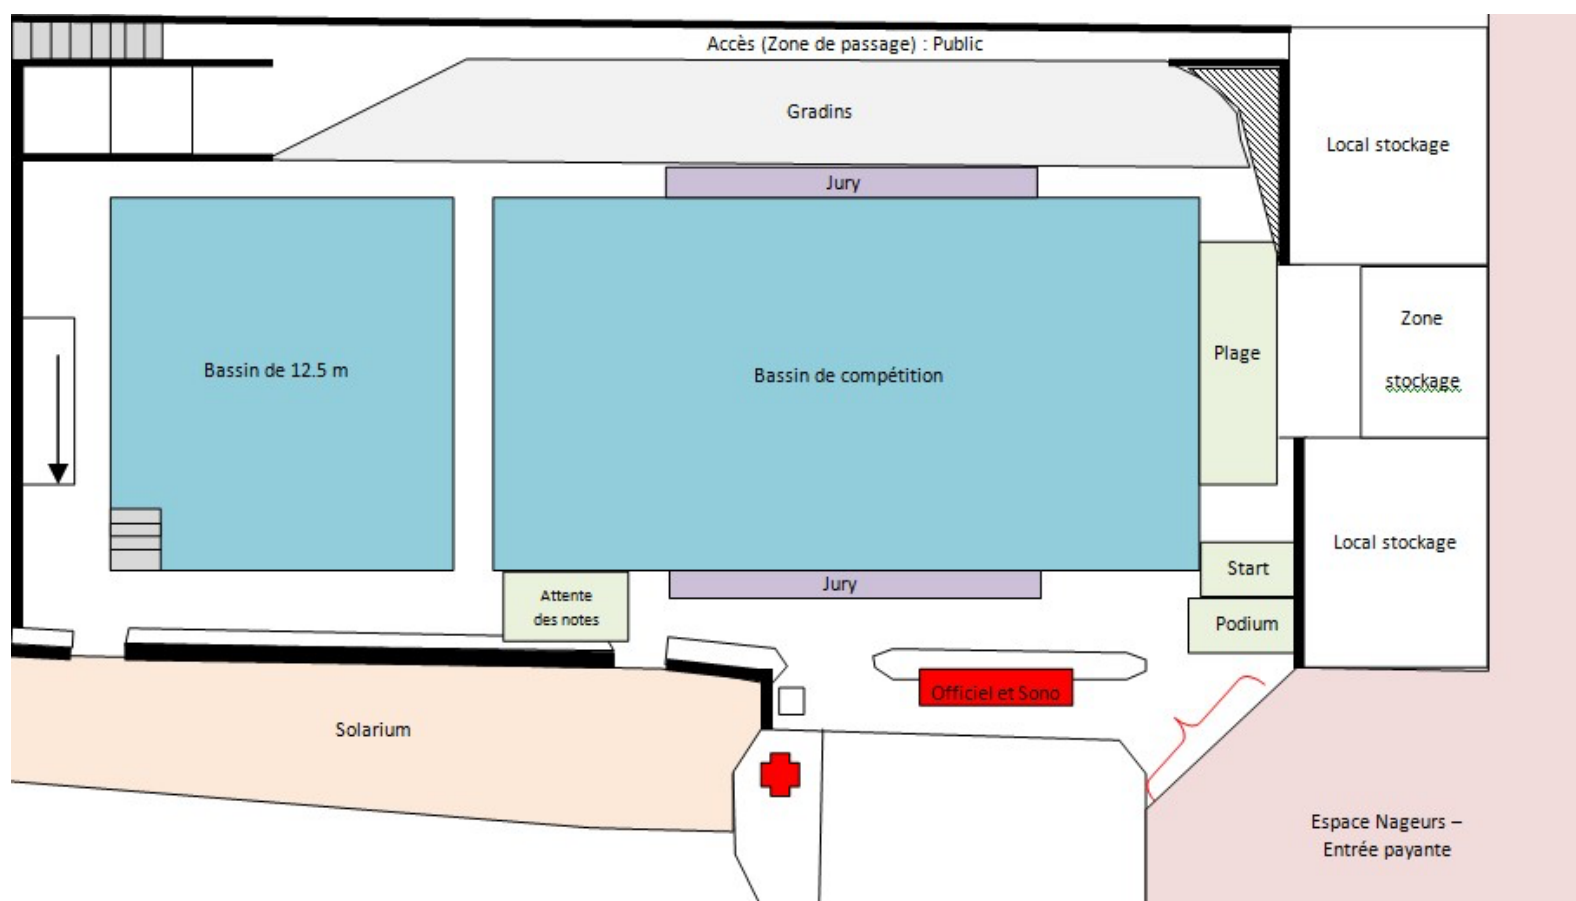 Accès (Zone de passage) : Public
Gradins
Local stockage
Jury
Zone
stockage
Plage
Bassin de 12.5 m
Bassin de compétition
Local stockage
Start
Jury
Attente
des notes
Podium
Officiel et Sono
Solarium
Espace Nageurs –
Entrée payante